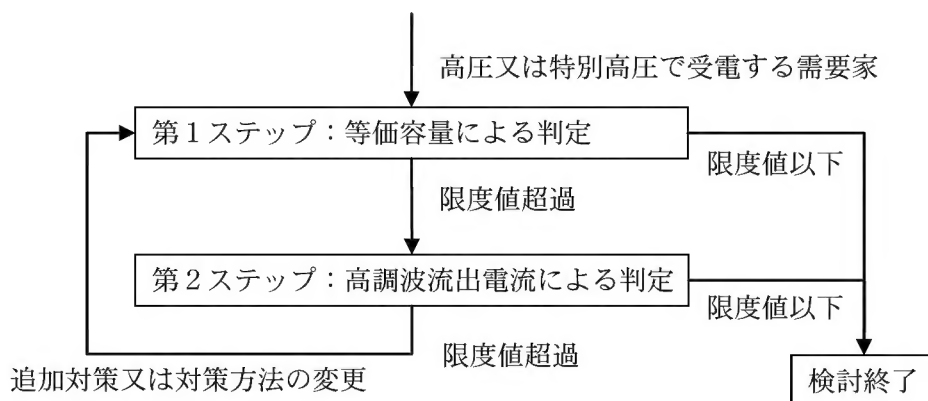 高圧又は特別高圧で受電する需要家
第1ステップ：等価容量による判定
限度値以下
限度値超過
第2ステップ：高調波流出電流による判定
限度値以下
限度値超過
追加対策又は対策方法の変更
検討終了